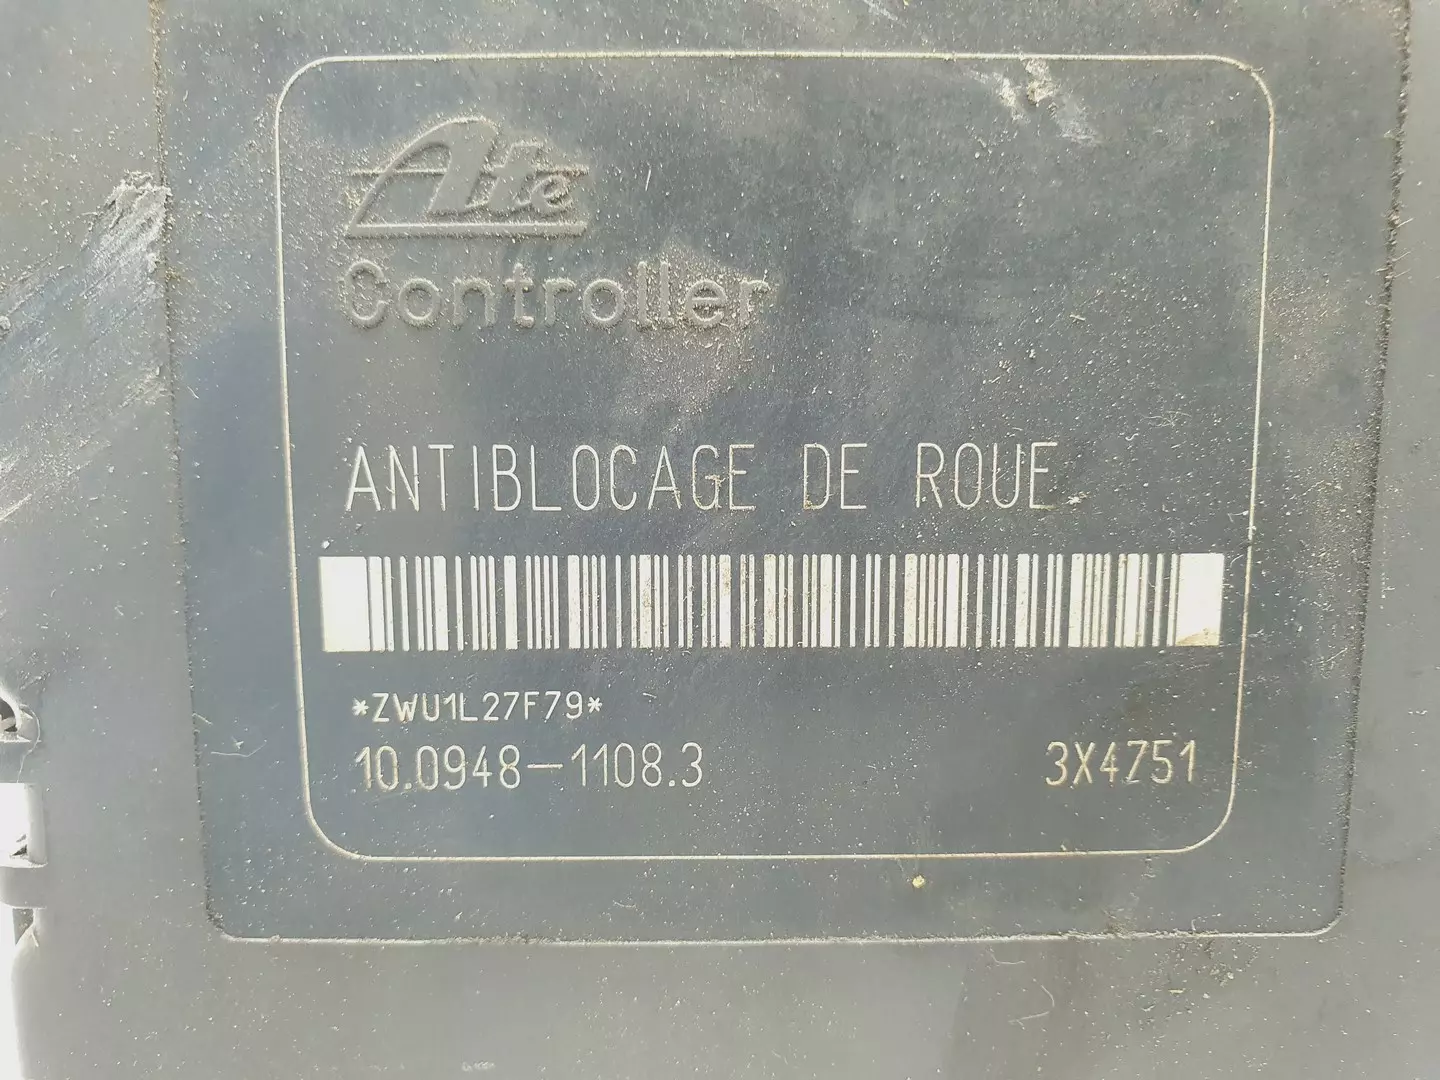 Ate
Controller
ANTIBLOCAGE DE ROUE
*ZWU1L27F79*
10.0948-1108.3 3X4751